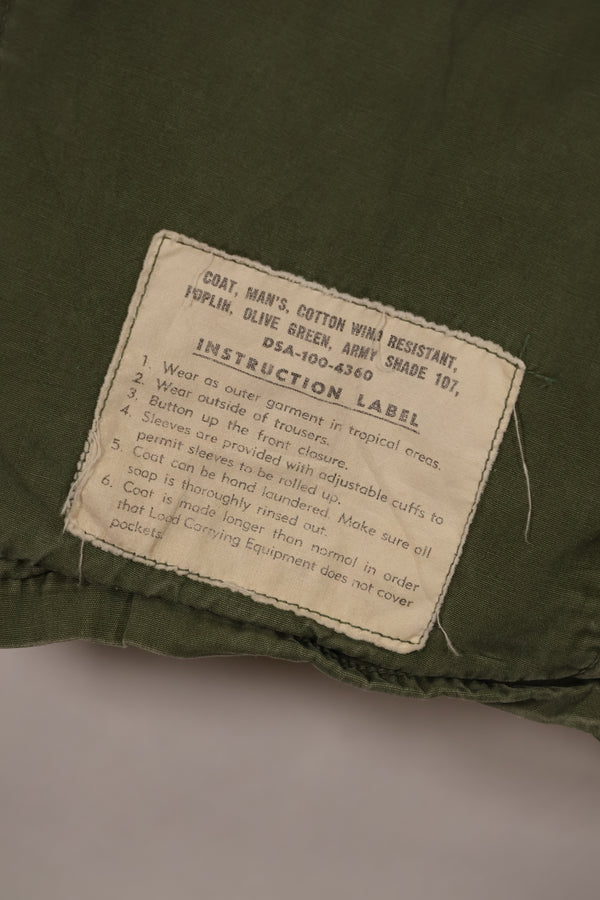 COAT, MAN'S, COTTON WIND RESISTANT,
POPLIN, OLIVE GREEN, ARMY SHADE 107,
DSA-100-4360
INSTRUCTION LABEL
1. Wear as outer garment in tropical areas.
2. Wear outside of trousers.
3. Button up the front closure.
4. Sleeves are provided with adjustable cuffs to
permit sleeves to be rolled up.
5. Coat can be hand laundered. Make sure all
soap is thoroughly rinsed out.
6. Coat is made longer than normal in order
that Load Carrying Equipment does not cover
pockets.